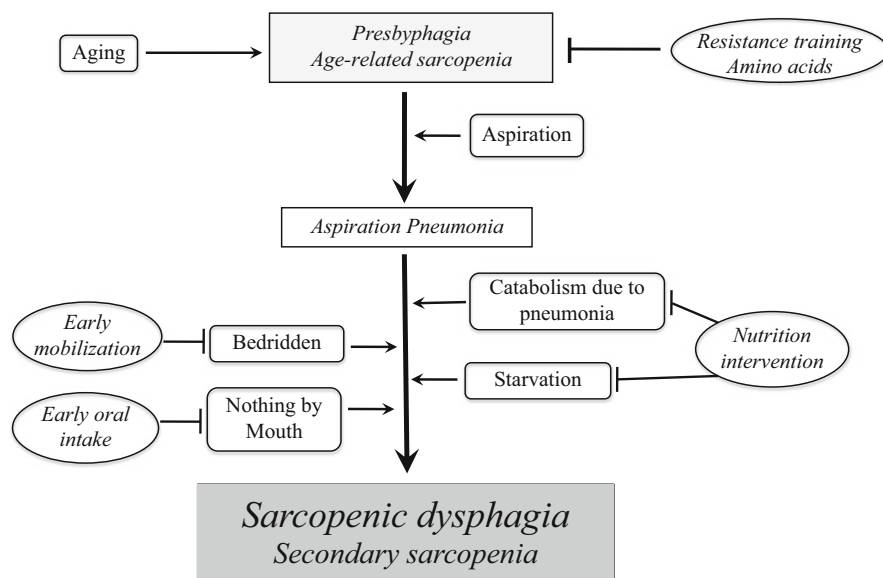 Presbyphagia
Age-related sarcopenia
Aging
Resistance training
Amino acids
Aspiration
Aspiration Pneumonia
Catabolism due to
pneumonia
Early
mobilization
Bedridden
Nutrition
intervention
Starvation
Early oral
intake
Nothing by
Mouth
Sarcopenic dysphagia
Secondary sarcopenia